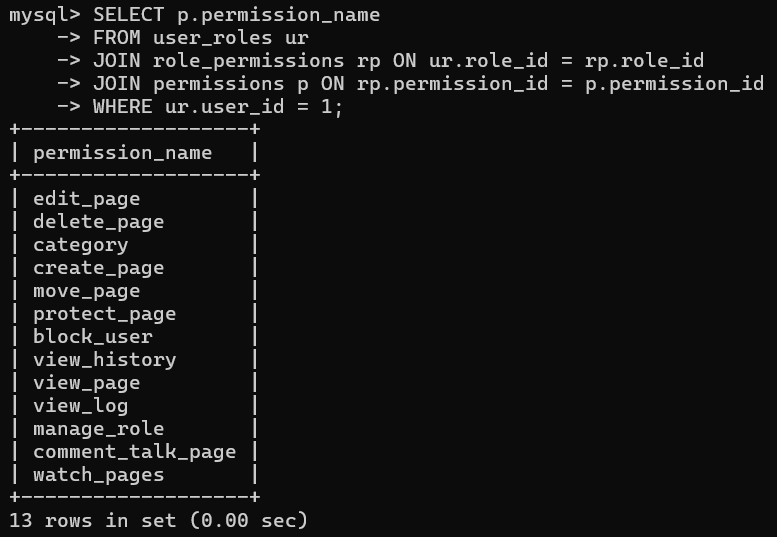 mysql> SELECT p.permission_name
    -> FROM user_roles ur
    -> JOIN role_permissions rp ON ur.role_id = rp.role_id
    -> JOIN permissions p ON rp.permission_id = p.permission_id
    -> WHERE ur.user_id = 1;
+-------------------+
| permission_name   |
+-------------------+
| edit_page         |
| delete_page       |
| category          |
| create_page       |
| move_page         |
| protect_page      |
| block_user        |
| view_history      |
| view_page         |
| view_log          |
| manage_role       |
| comment_talk_page |
| watch_pages       |
+-------------------+
13 rows in set (0.00 sec)